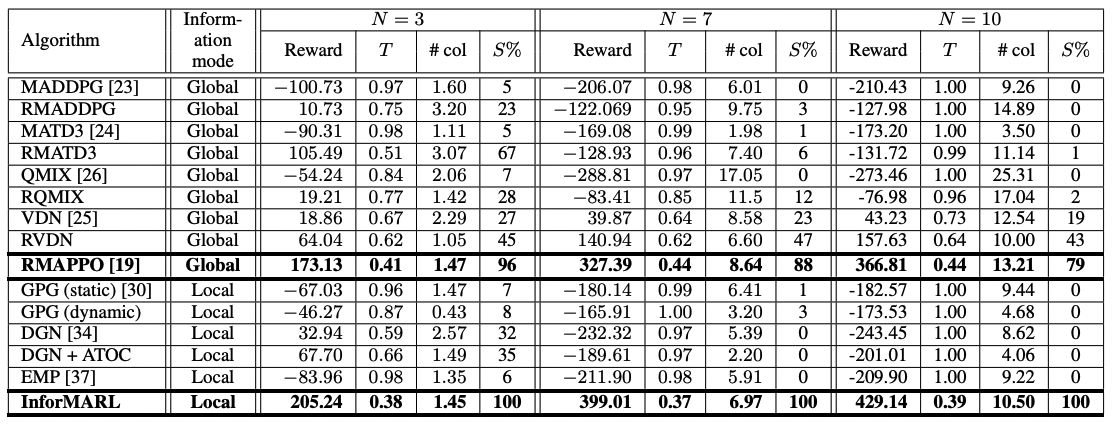 Algorithm Inform- ation mode N = 3 N = 7 N = 10
Reward T # col S% Reward T # col S% Reward T # col S%
MADDPG [23] Global −100.73 0.97 1.60 5 −206.07 0.98 6.01 0 -210.43 1.00 9.26 0
RMADDPG Global 10.73 0.75 3.20 23 −122.069 0.95 9.75 3 -127.98 1.00 14.89 0
MATD3 [24] Global −90.31 0.98 1.11 5 −169.08 0.99 1.98 1 -173.20 1.00 3.50 0
RMATD3 Global 105.49 0.51 3.07 67 −128.93 0.96 7.40 6 -131.72 0.99 11.14 1
QMIX [26] Global −54.24 0.84 2.06 7 −288.81 0.97 17.05 0 -273.46 1.00 25.31 0
RQMIX Global 19.21 0.77 1.42 28 −83.41 0.85 11.5 12 -76.98 0.96 17.04 2
VDN [25] Global 18.86 0.67 2.29 27 39.87 0.64 8.58 23 43.23 0.73 12.54 19
RVDN Global 64.04 0.62 1.05 45 140.94 0.62 6.60 47 157.63 0.64 10.00 43
RMAPPO [19] Global 173.13 0.41 1.47 96 327.39 0.44 8.64 88 366.81 0.44 13.21 79
GPG (static) [30] Local −67.03 0.96 1.47 7 −180.14 0.99 6.41 1 -182.57 1.00 9.44 0
GPG (dynamic) Local −46.27 0.87 0.43 8 −165.91 1.00 3.20 3 -173.53 1.00 4.68 0
DGN [34] Local 32.94 0.59 2.57 32 −232.32 0.97 5.39 0 -243.45 1.00 8.62 0
DGN + ATOC Local 67.70 0.66 1.49 35 −189.61 0.97 2.20 0 -201.01 1.00 4.06 0
EMP [37] Local −83.96 0.98 1.35 6 −211.90 0.98 5.91 0 -209.90 1.00 9.22 0
InforMARL Local 205.24 0.38 1.45 100 399.01 0.37 6.97 100 429.14 0.39 10.50 100